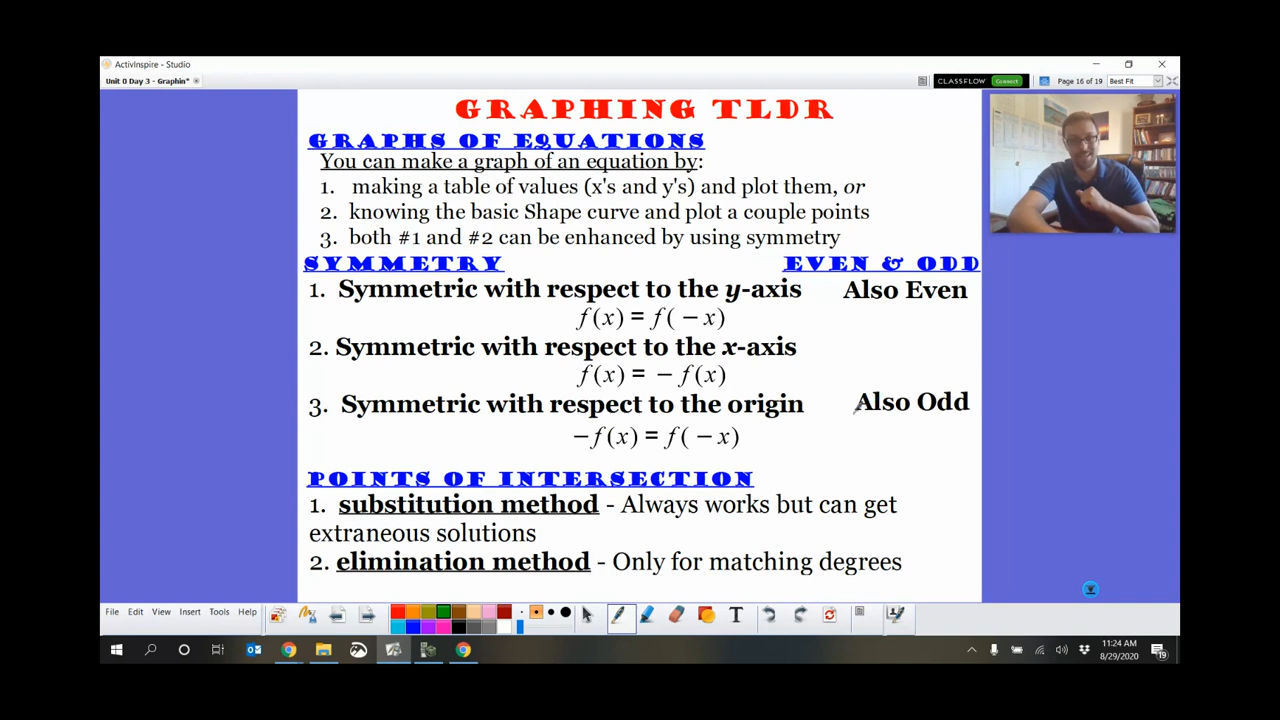 ActivInspire - Studio
Unit 0 Day 3 - Graphin*
CLASSFLOW Connect Page 16 of 19 Best Fit
GRAPHING TLDR
GRAPHS OF EQUATIONS
You can make a graph of an equation by:
1. making a table of values (x's and y's) and plot them, or
2. knowing the basic Shape curve and plot a couple points
3. both #1 and #2 can be enhanced by using symmetry
SYMMETRY EVEN & ODD
1. Symmetric with respect to the y-axis Also Even
f(x) = f( − x)
2. Symmetric with respect to the x-axis
f(x) = − f(x)
3. Symmetric with respect to the origin Also Odd
−f(x) = f( − x)
POINTS OF INTERSECTION
1. substitution method - Always works but can get
extraneous solutions
2. elimination method - Only for matching degrees
File Edit View Insert Tools Help
T
11:24 AM
8/29/2020
19